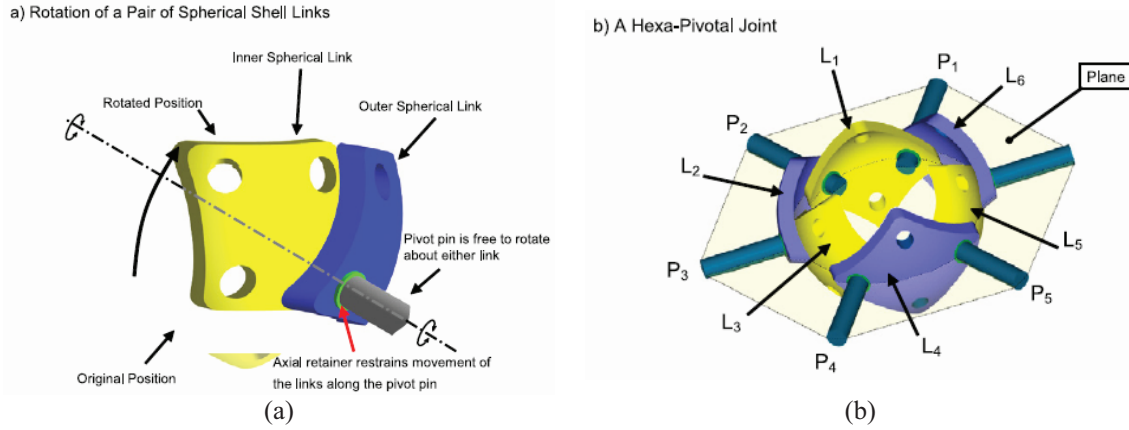 a) Rotation of a Pair of Spherical Shell Links
Inner Spherical Link
Rotated Position
Outer Spherical Link
Pivot pin is free to rotate
about either link
Axial retainer restrains movement of
the links along the pivot pin
Original Position
(a)
b) A Hexa-Pivotal Joint
L1
P1
L6
Plane
P2
L2
L5
P3
P5
L3
L4
P4
(b)